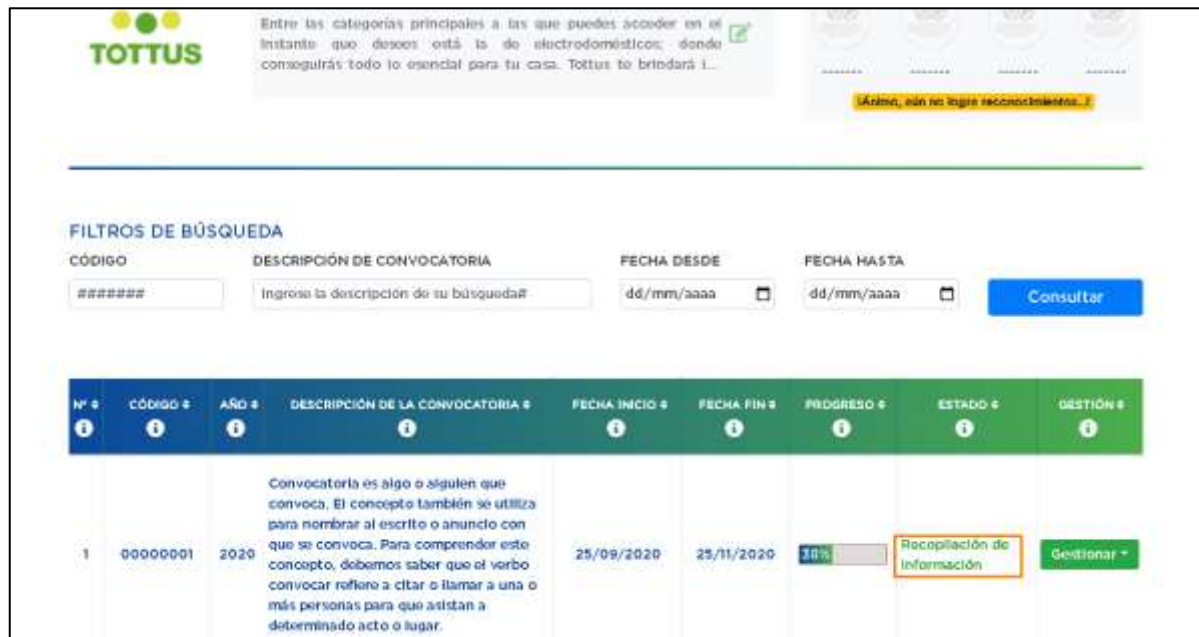 TOTTUS
Entre las categorías principales a las que puedes acceder en el
instante que desees está la de electrodomésticos; donde
conseguirás todo lo esencial para tu casa. Tottus te brindará i...
¡Ánimo, aún no logra reconocimientos..!
FILTROS DE BÚSQUEDA
CÓDIGO DESCRIPCIÓN DE CONVOCATORIA FECHA DESDE FECHA HASTA
####### Ingrese la descripción de su búsqueda# dd/mm/aaaa dd/mm/aaaa Consultar
N° CÓDIGO AÑO DESCRIPCIÓN DE LA CONVOCATORIA FECHA INICIO FECHA FIN PROGRESO ESTADO GESTIÓN
Convocatoria es algo o alguien que
convoca. El concepto también se utiliza
para nombrar al escrito o anuncio con
que se convoca. Para comprender este
concepto, debemos saber que el verbo
convocar refiere a citar o llamar a una o
más personas para que asistan a
determinado acto o lugar.
1 00000001 2020 25/09/2020 25/11/2020 30% Recopilación de
información
Gestionar